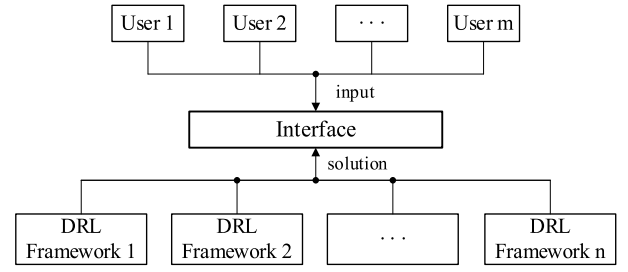 User 1
User 2
· · ·
User m
input
Interface
solution
DRL
Framework 1
DRL
Framework 2
· · ·
DRL
Framework n